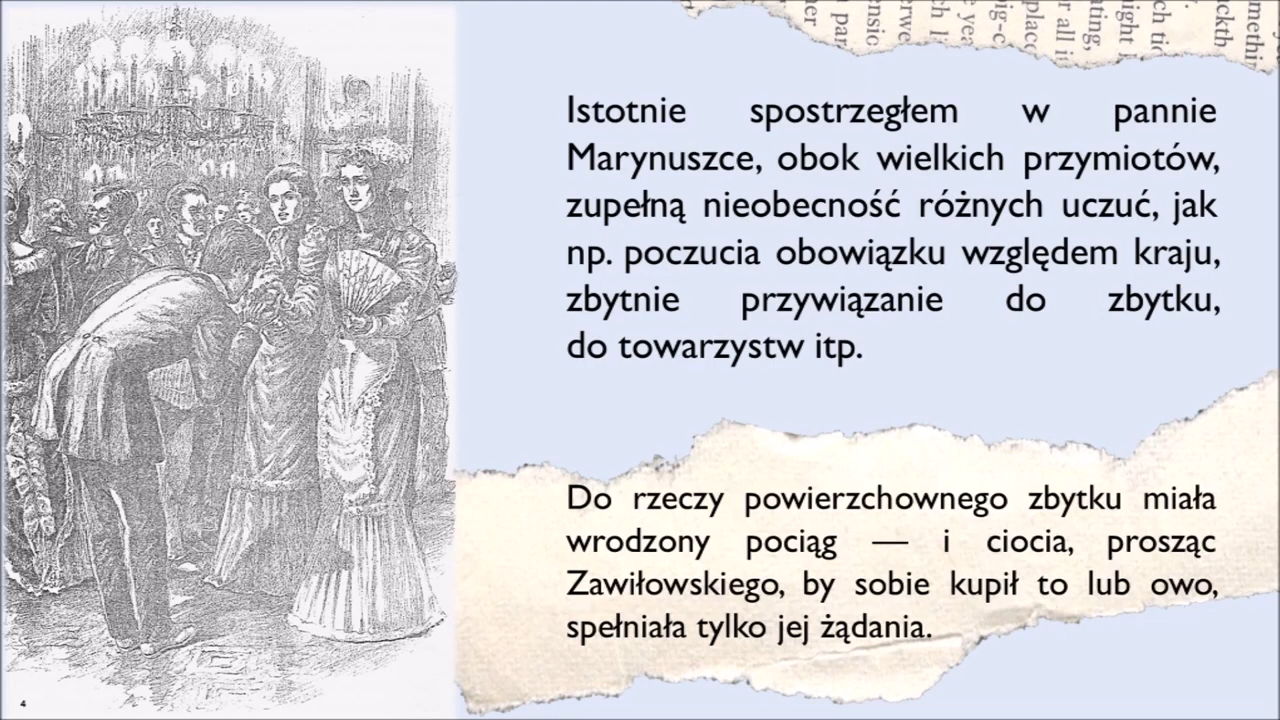 Istotnie spostrzegłem w pannie
Marynuszce, obok wielkich przymiotów,
zupełną nieobecność różnych uczuć, jak
np. poczucia obowiązku względem kraju,
zbytnie przywiązanie do zbytku,
do towarzystw itp.
Do rzeczy powierzchownego zbytku miała
wrodzony pociąg — i ciocia, prosząc
Zawiłowskiego, by sobie kupił to lub owo,
spełniała tylko jej żądania.
4